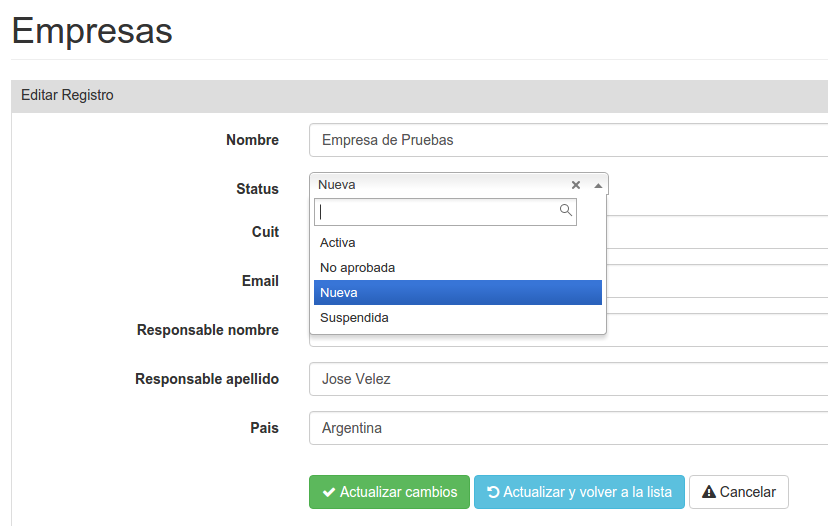 Empresas
Editar Registro
Nombre Empresa de Pruebas
Status Nueva
Activa
No aprobada
Nueva
Suspendida
Cuit
Email
Responsable nombre
Responsable apellido Jose Velez
Pais Argentina
Actualizar cambios Actualizar y volver a la lista Cancelar